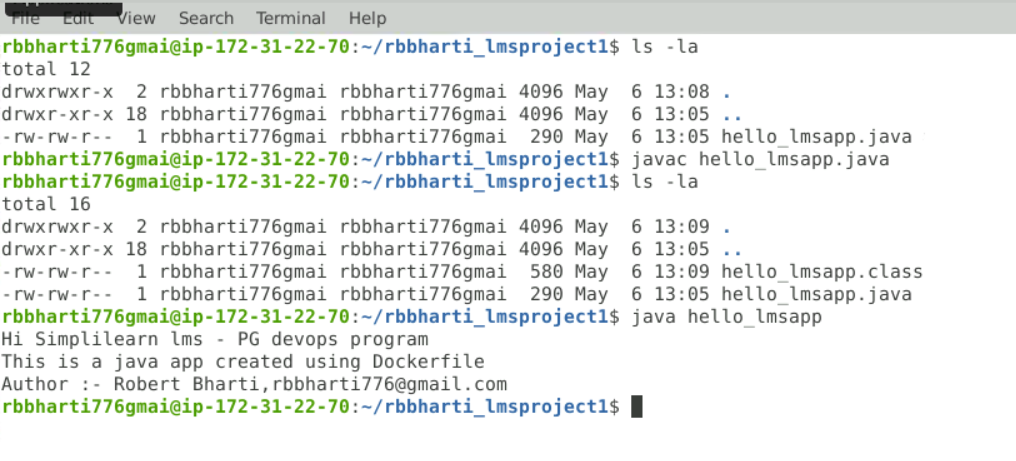 File Edit View Search Terminal Help
rbbharti776gmai@ip-172-31-22-70:~/rbbharti_lmsproject1$ ls -la
total 12
drwxrwxr-x  2 rbbharti776gmai rbbharti776gmai 4096 May  6 13:08 .
drwxr-xr-x 18 rbbharti776gmai rbbharti776gmai 4096 May  6 13:05 ..
-rw-rw-r--  1 rbbharti776gmai rbbharti776gmai  290 May  6 13:05 hello_lmsapp.java
rbbharti776gmai@ip-172-31-22-70:~/rbbharti_lmsproject1$ javac hello_lmsapp.java
rbbharti776gmai@ip-172-31-22-70:~/rbbharti_lmsproject1$ ls -la
total 16
drwxrwxr-x  2 rbbharti776gmai rbbharti776gmai 4096 May  6 13:09 .
drwxr-xr-x 18 rbbharti776gmai rbbharti776gmai 4096 May  6 13:05 ..
-rw-rw-r--  1 rbbharti776gmai rbbharti776gmai  580 May  6 13:09 hello_lmsapp.class
-rw-rw-r--  1 rbbharti776gmai rbbharti776gmai  290 May  6 13:05 hello_lmsapp.java
rbbharti776gmai@ip-172-31-22-70:~/rbbharti_lmsproject1$ java hello_lmsapp
Hi Simplilearn lms - PG devops program
This is a java app created using Dockerfile
Author :- Robert Bharti,rbbharti776@gmail.com
rbbharti776gmai@ip-172-31-22-70:~/rbbharti_lmsproject1$